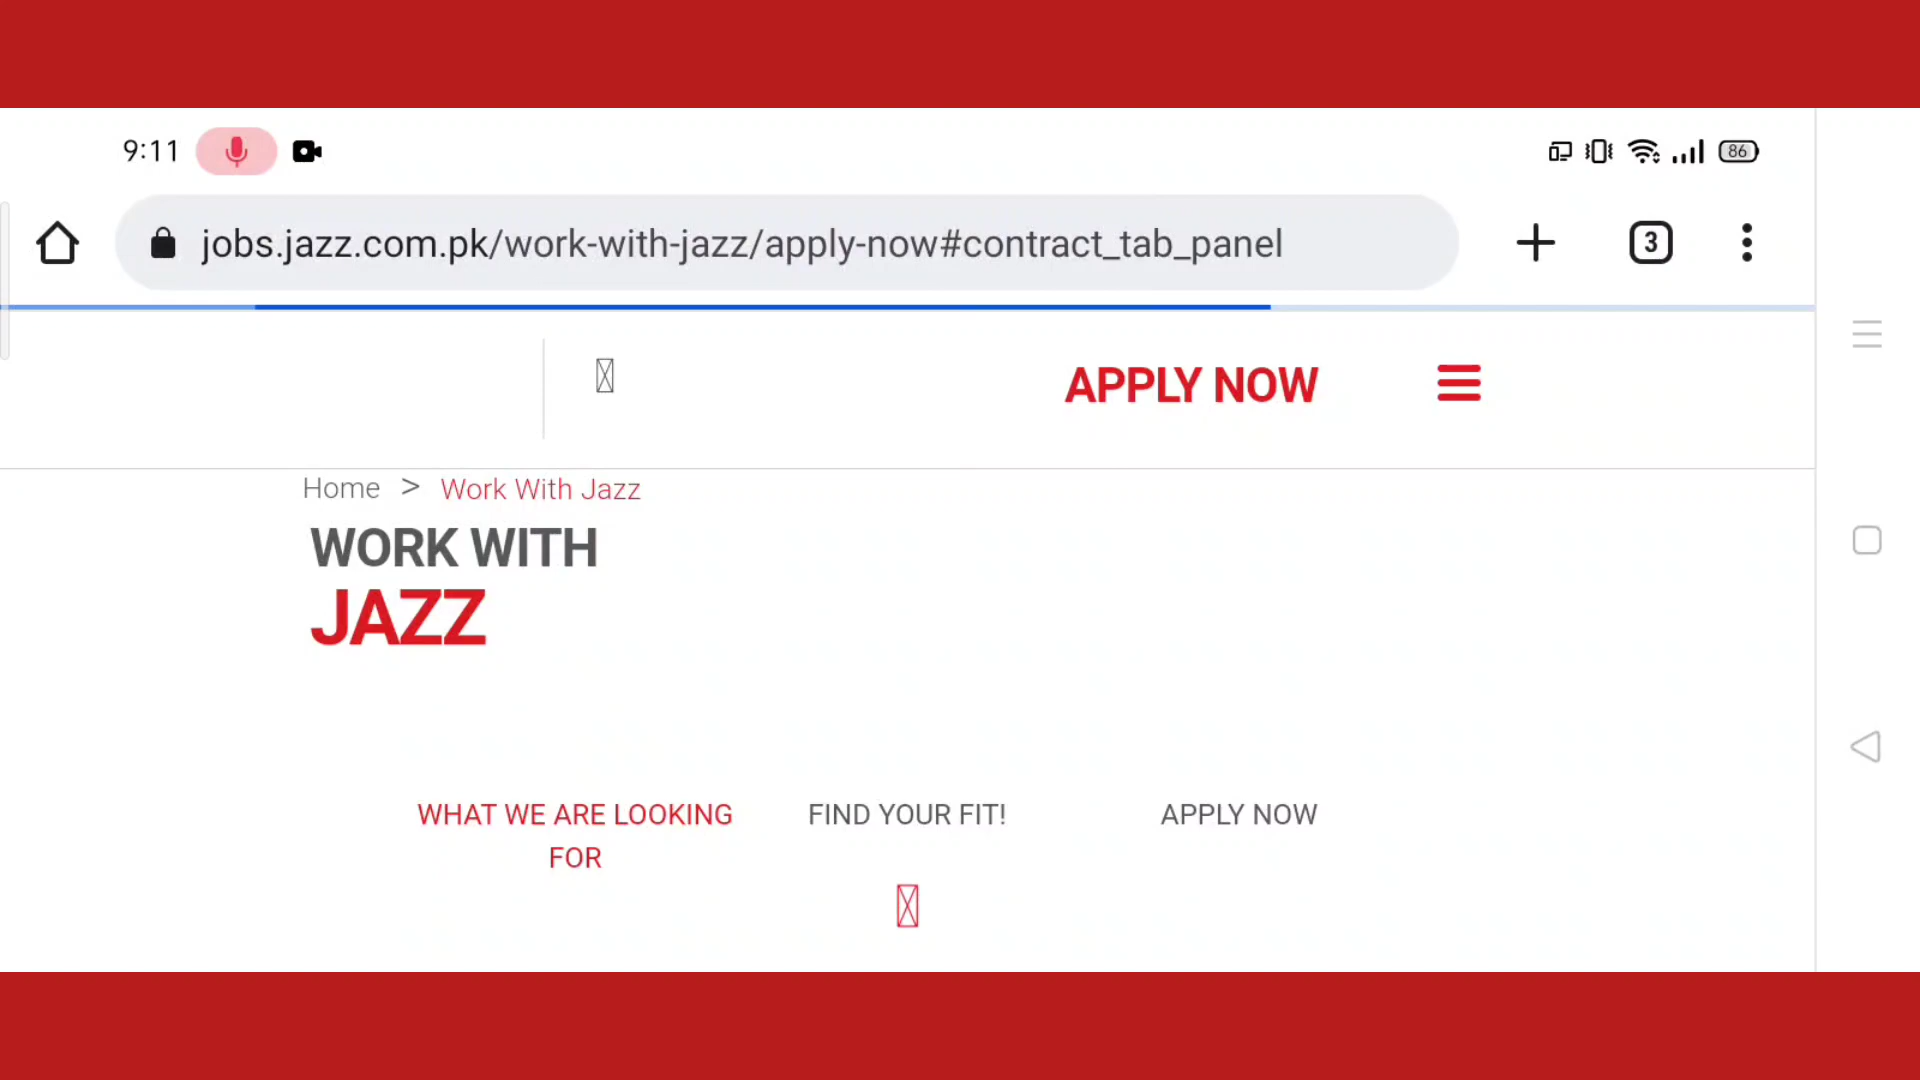 9:11
86
jobs.jazz.com.pk/work-with-jazz/apply-now#contract_tab_panel
3
APPLY NOW
Home > Work With Jazz
WORK WITH
JAZZ
WHAT WE ARE LOOKING
FOR
FIND YOUR FIT!
APPLY NOW